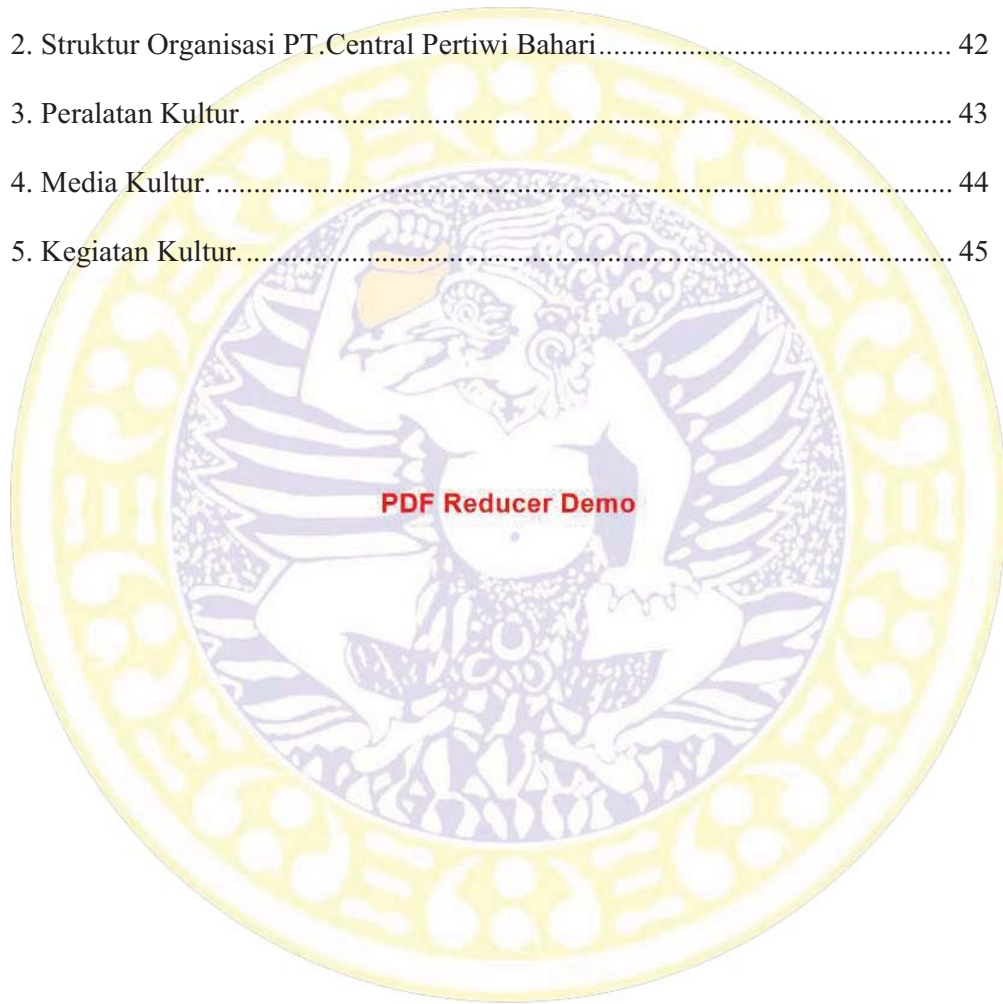 2. Struktur Organisasi PT.Central Pertiwi Bahari.................................................. 42
3. Peralatan Kultur. .................................................................................................. 43
4. Media Kultur. ....................................................................................................... 44
5. Kegiatan Kultur. ................................................................................................... 45
PDF Reducer Demo